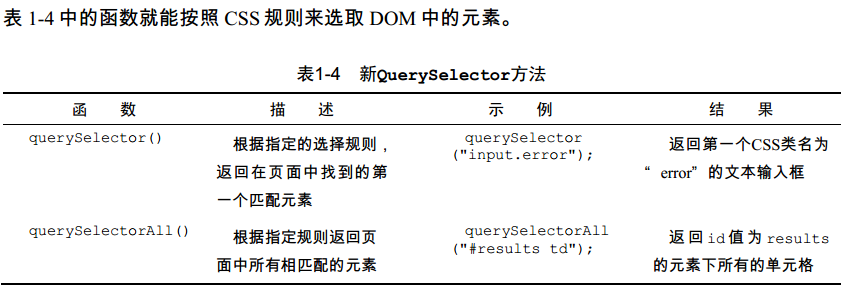 表 1-4 中的函数就能按照 CSS 规则来选取 DOM 中的元素。
表1-4 新QuerySelector方法
函 数 描 述 示 例 结 果
querySelector() 根据指定的选择规则， querySelector 返回第一个CSS类名为
返回在页面中找到的第 ("input.error"); “ error”的文本输入框
一个匹配元素
querySelectorAll() 根据指定规则返回页 querySelectorAll 返回id值为results
面中所有相匹配的元素 ("#results td"); 的元素下所有的单元格